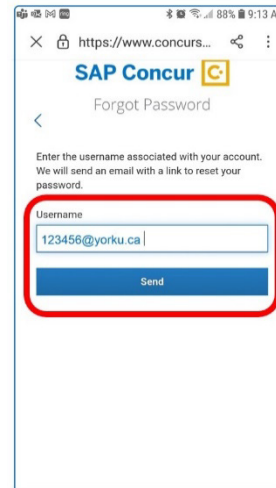 88% 9:13 A
https://www.concurs...
SAP Concur C
Forgot Password
Enter the username associated with your account.
We will send an email with a link to reset your
password.
Username
123456@yorku.ca
Send